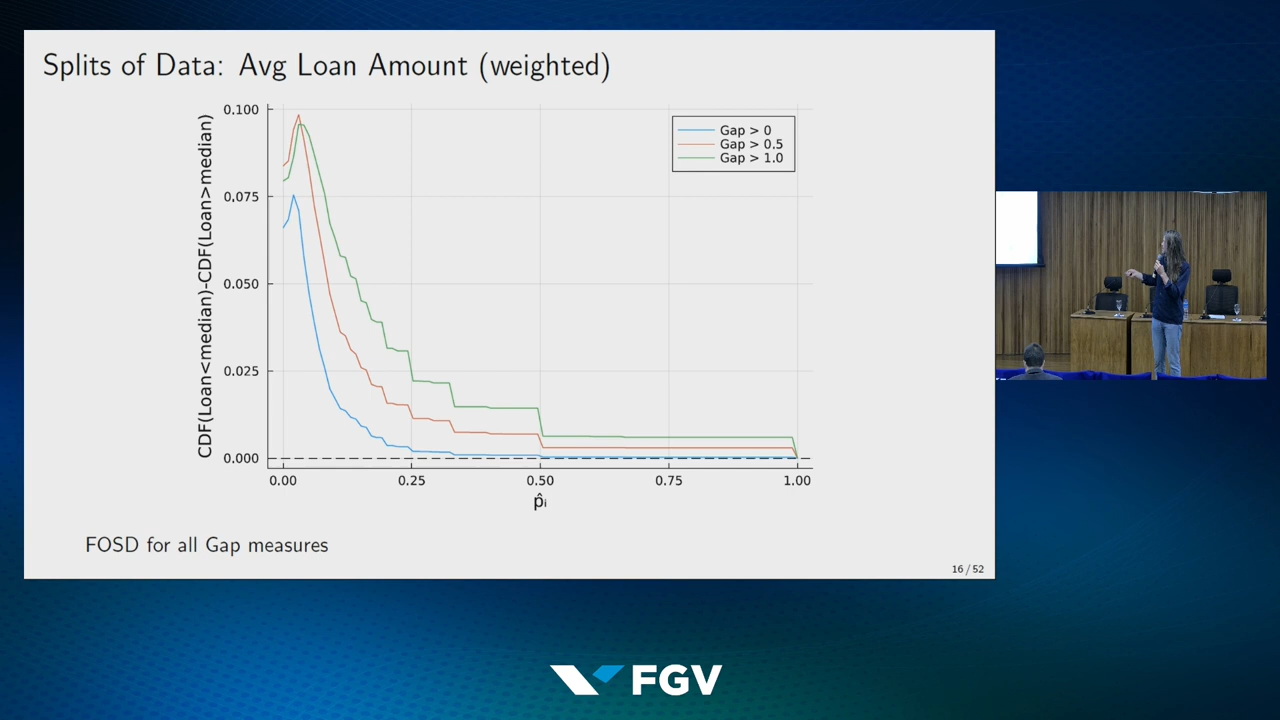 Splits of Data: Avg Loan Amount (weighted)
CDF(Loan<median)-CDF(Loan>median)
0.100
0.075
0.050
0.025
0.000
Gap > 0
Gap > 0.5
Gap > 1.0
0.00 0.25 0.50 0.75 1.00
p̂ᵢ
FOSD for all Gap measures
16 / 52
FGV